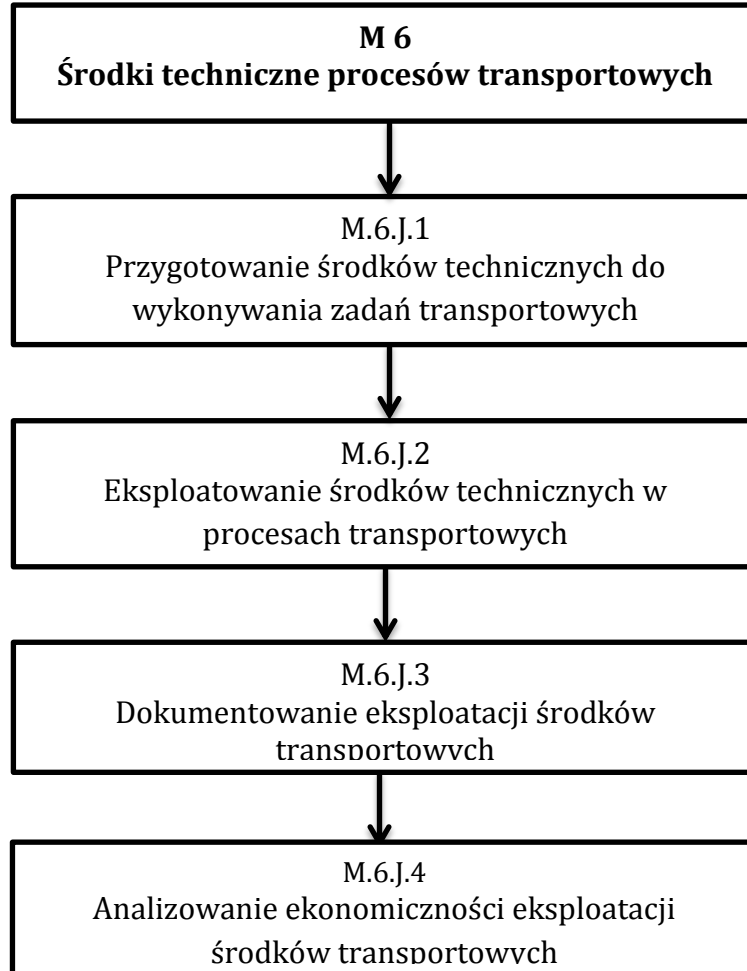 M 6
Środki techniczne procesów transportowych
M.6.J.1
Przygotowanie środków technicznych do
wykonywania zadań transportowych
M.6.J.2
Eksploatowanie środków technicznych w
procesach transportowych
M.6.J.3
Dokumentowanie eksploatacji środków
transportowych
M.6.J.4
Analizowanie ekonomiczności eksploatacji
środków transportowych